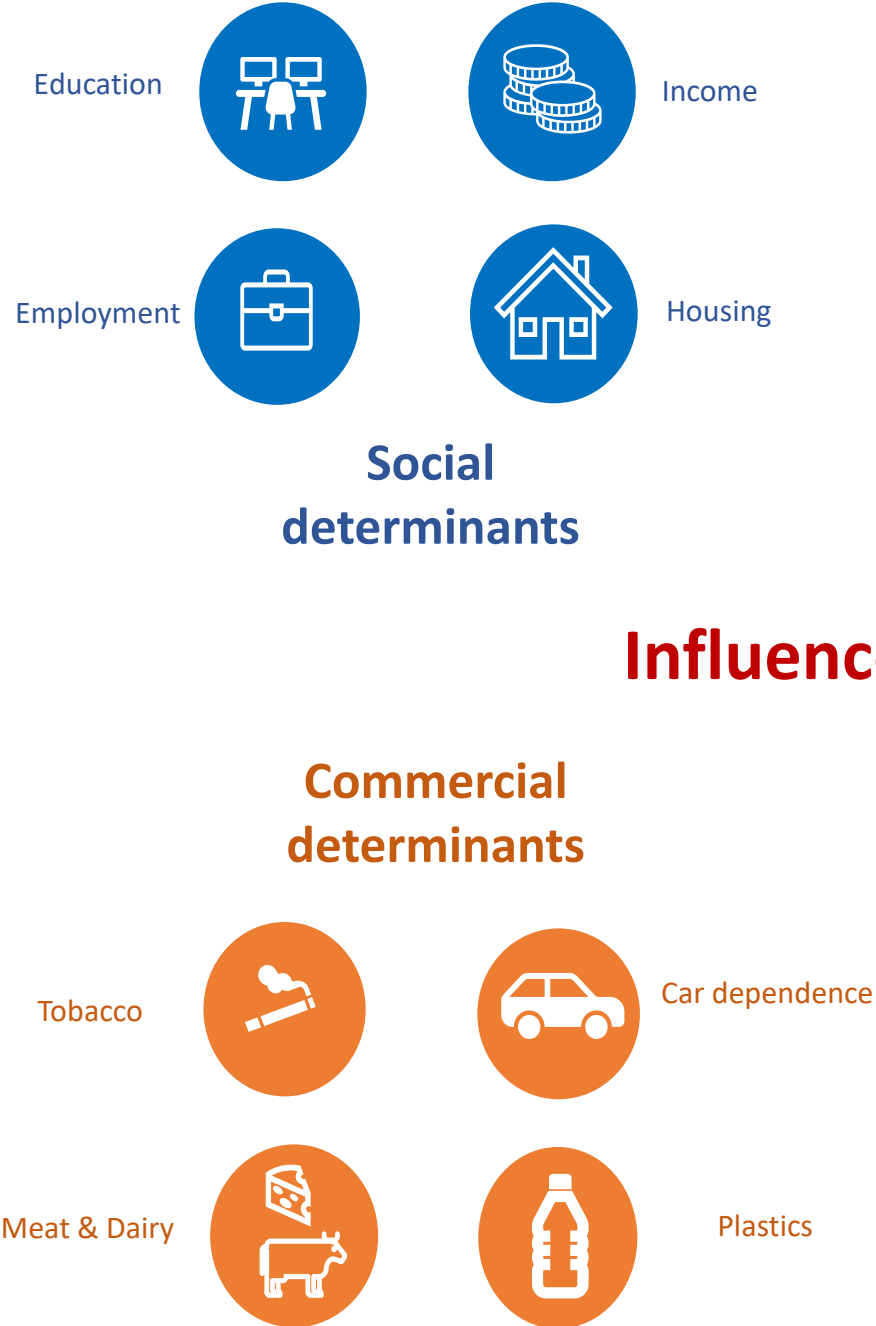 Education
Income
Employment
Housing
Social
determinants
Influenc
Commercial
determinants
Tobacco
Car dependence
Meat & Dairy
Plastics